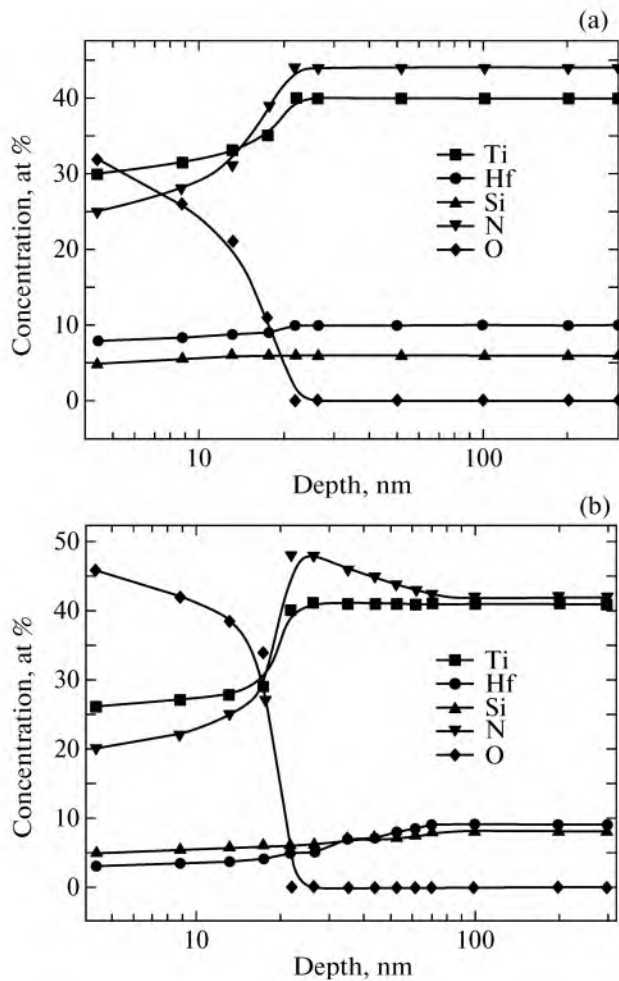 (a)
Concentration, at %
40
30
20
10
0
Ti
Hf
Si
N
O
10
100
Depth, nm
(b)
Concentration, at %
50
40
30
20
10
0
Ti
Hf
Si
N
O
10
100
Depth, nm